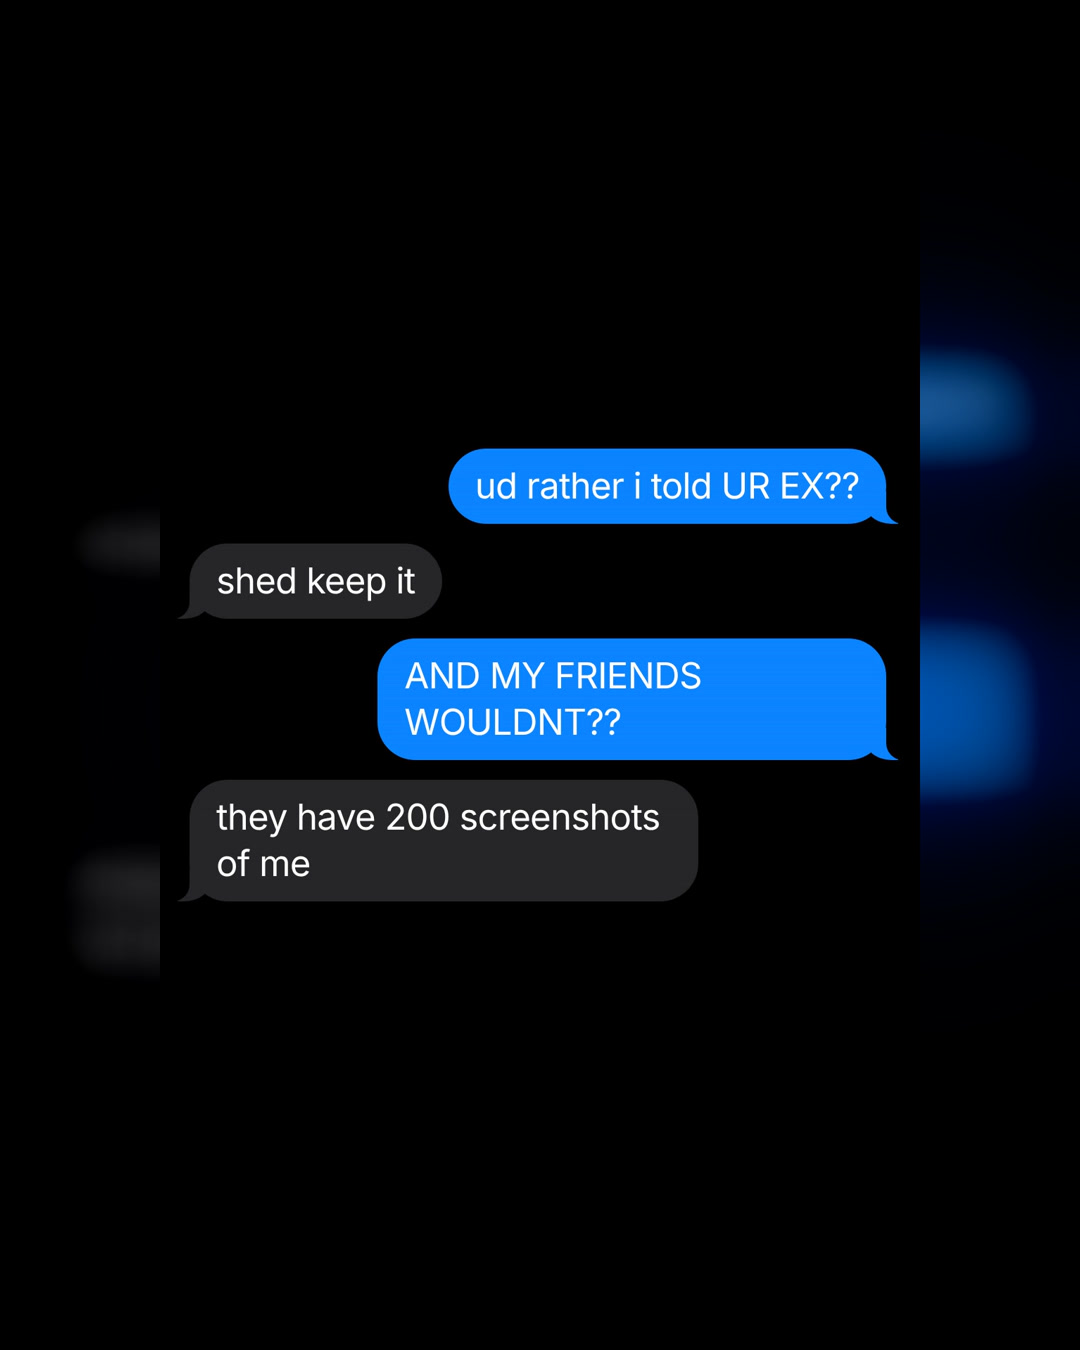 ud rather i told UR EX??
shed keep it
AND MY FRIENDS
WOULDNT??
they have 200 screenshots
of me